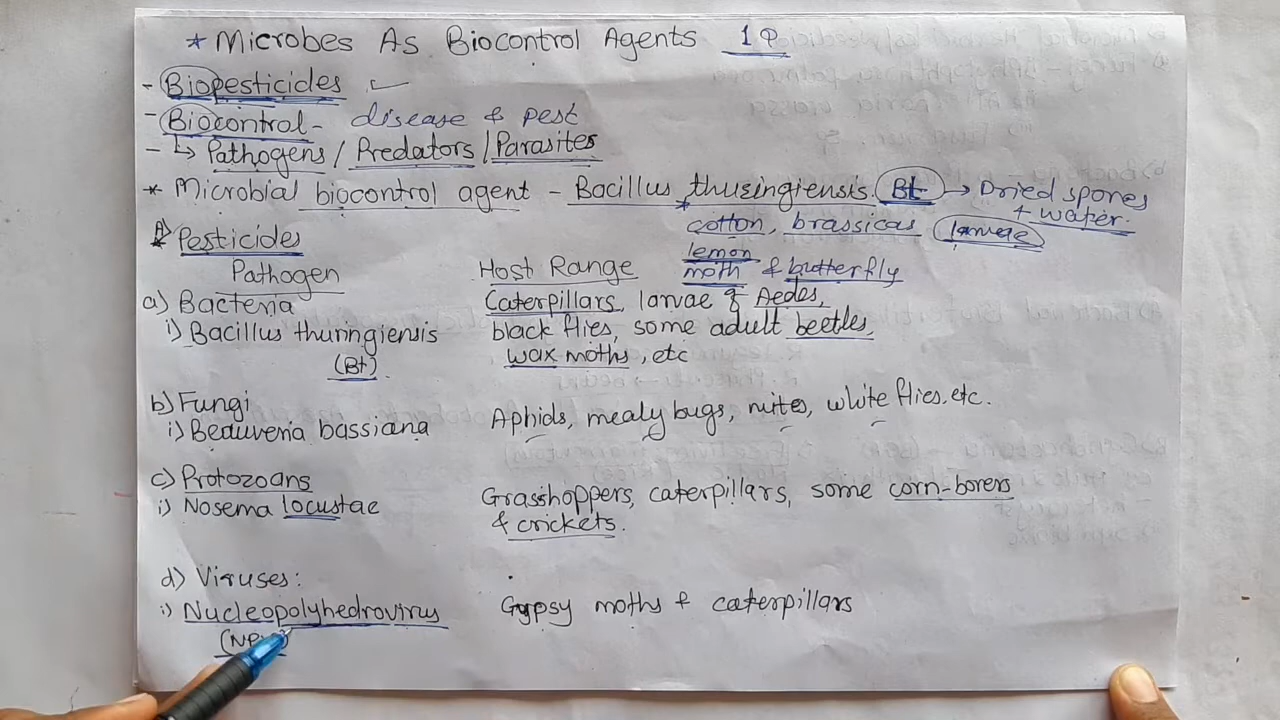 * Microbes As Biocontrol Agents 1Q
- Biopesticides ✓
- Biocontrol - disease & pest
- ↳ Pathogens / Predators / Parasites
* Microbial biocontrol agent - Bacillus thusingiensis (Bt) → Dried spores
+ water.
cotton, brassicas larvae
Pesticides lemon
Pathogen Host Range moth & butterfly
a) Bacteria Caterpillars, larvae of Aedes,
i) Bacillus thuringiensis black flies, some adult beetles,
(Bt) wax moths, etc
b) Fungi
i) Beauveria bassiana Aphids, mealy bugs, mites, white flies, etc.
c) Protozoans
i) Nosema locustae Grasshoppers, caterpillars, some corn-borers
& crickets.
d) Viruses:
i) Nucleopolyhedrovirus Gypsy moths & caterpillars